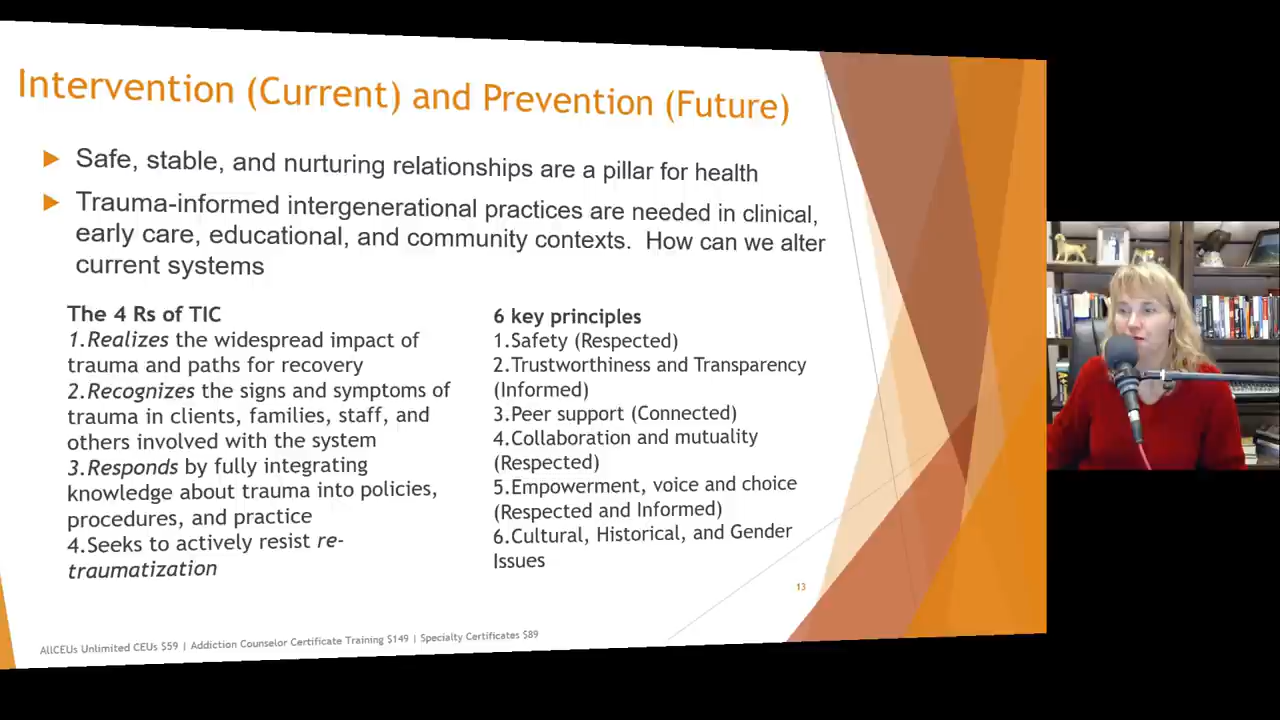 Intervention (Current) and Prevention (Future)
Safe, stable, and nurturing relationships are a pillar for health
Trauma-informed intergenerational practices are needed in clinical,
early care, educational, and community contexts.  How can we alter
current systems
The 4 Rs of TIC
1.Realizes the widespread impact of
trauma and paths for recovery
2.Recognizes the signs and symptoms of
trauma in clients, families, staff, and
others involved with the system
3.Responds by fully integrating
knowledge about trauma into policies,
procedures, and practice
4.Seeks to actively resist re-
traumatization
6 key principles
1.Safety (Respected)
2.Trustworthiness and Transparency
(Informed)
3.Peer support (Connected)
4.Collaboration and mutuality
(Respected)
5.Empowerment, voice and choice
(Respected and Informed)
6.Cultural, Historical, and Gender
Issues
13
AllCEUs Unlimited CEUs $59 | Addiction Counselor Certificate Training $149 | Specialty Certificates $89